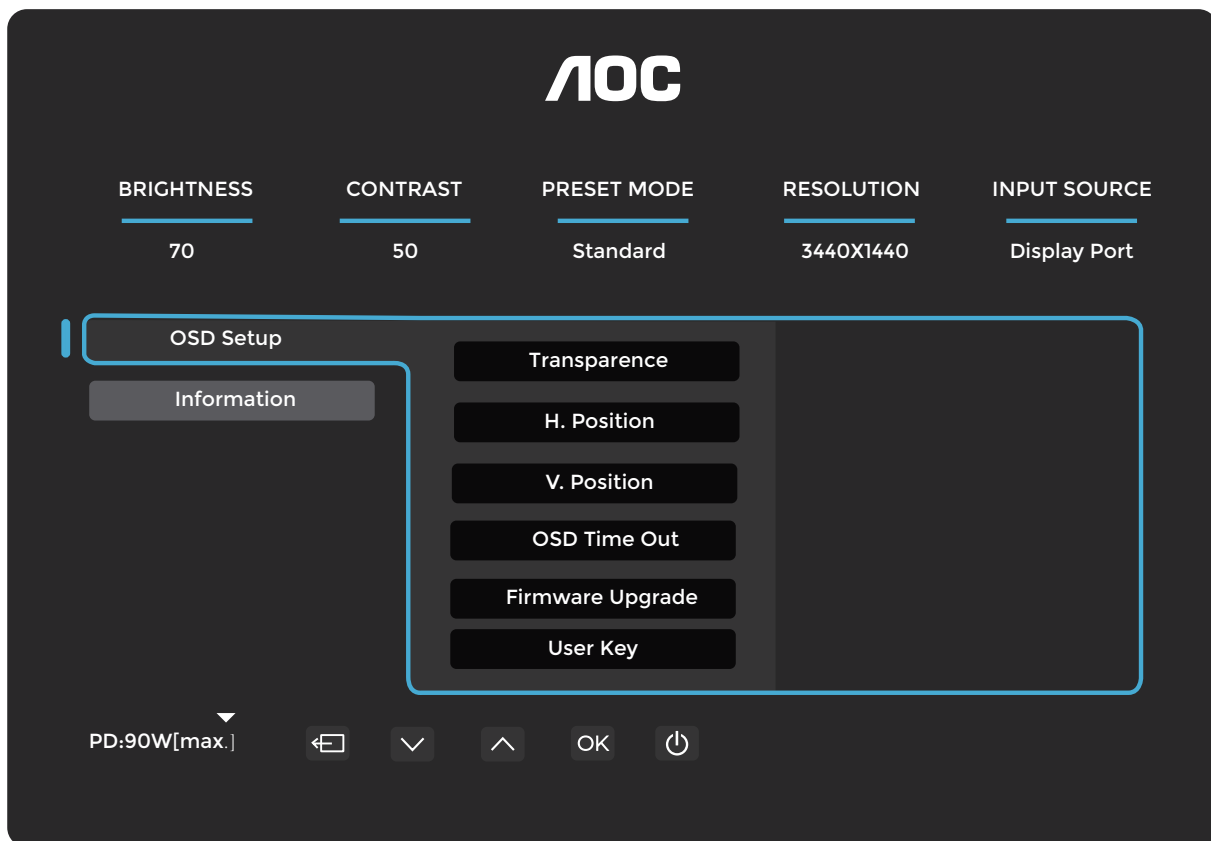 AOC
BRIGHTNESS CONTRAST PRESET MODE RESOLUTION INPUT SOURCE
70 50 Standard 3440X1440 Display Port
OSD Setup
Information
Transparence
H. Position
V. Position
OSD Time Out
Firmware Upgrade
User Key
PD:90W[max.] OK